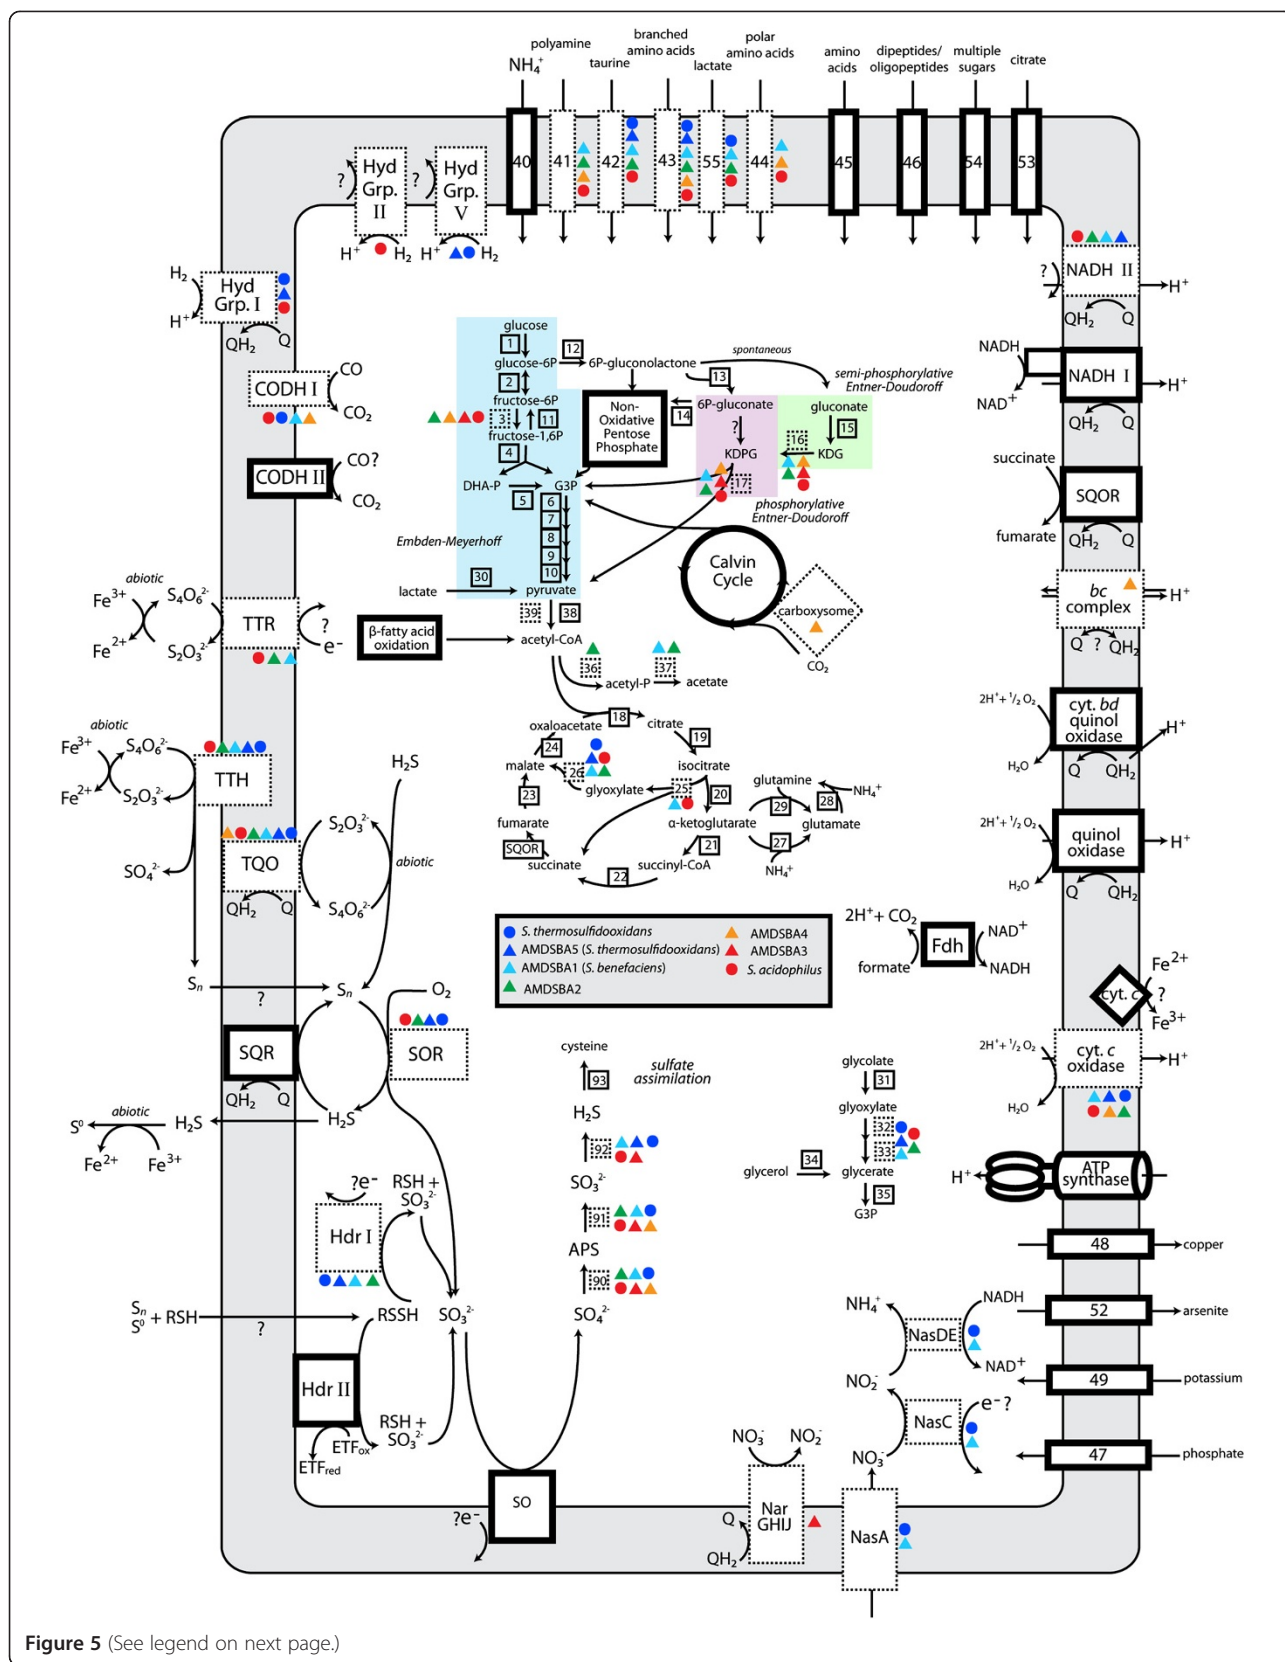 NH₄⁺
polyamine
taurine
branched
amino acids
lactate
polar
amino acids
amino
acids
dipeptides/
oligopeptides
multiple
sugars
citrate
40
41
42
43
55
44
45
46
54
53
?
Hyd
Grp.
II
H⁺
H₂
?
Hyd
Grp.
V
H⁺
H₂
H₂
Hyd
Grp. I
H⁺
QH₂
Q
CODH I
CO
CO₂
CODH II
CO?
CO₂
?
NADH II
H⁺
QH₂
Q
NADH
NADH I
H⁺
NAD⁺
QH₂
Q
succinate
SQOR
fumarate
QH₂
Q
bc
complex
H⁺
Q
?
QH₂
2H⁺+ ½ O₂
cyt. bd
quinol
oxidase
H⁺
H₂O
Q
QH₂
2H⁺+ ½ O₂
quinol
oxidase
H⁺
H₂O
Q
QH₂
glucose
1
12
glucose-6P
6P-gluconolactone
spontaneous
2
13
semi-phosphorylative
Entner-Doudoroff
fructose-6P
3
11
Non-
Oxidative
Pentose
Phosphate
14
6P-gluconate
gluconate
fructose-1,6P
?
16
15
4
KDPG
KDG
DHA-P
5
G3P
17
6
7
8
9
10
phosphorylative
Entner-Doudoroff
Embden-Meyerhoff
Calvin
Cycle
carboxysome
CO₂
30
lactate
pyruvate
39
38
β-fatty acid
oxidation
acetyl-CoA
36
37
acetyl-P
acetate
oxaloacetate
18
citrate
24
19
malate
26
isocitrate
glyoxylate
25
20
glutamine
28
NH₄⁺
23
29
fumarate
α-ketoglutarate
glutamate
SQOR
21
27
succinate
succinyl-CoA
NH₄⁺
22
abiotic
Fe³⁺
S₄O₆²⁻
TTR
?
Fe²⁺
S₂O₃²⁻
e⁻
abiotic
Fe³⁺
S₄O₆²⁻
TTH
Fe²⁺
S₂O₃²⁻
SO₄²⁻
H₂S
TQO
S₂O₃²⁻
abiotic
QH₂
Q
S₄O₆²⁻
S. thermosulfidooxidans
AMDSBA5 (S. thermosulfidooxidans)
AMDSBA1 (S. benefaciens)
AMDSBA2
AMDSBA4
AMDSBA3
S. acidophilus
2H⁺+ CO₂
Fdh
NAD⁺
formate
NADH
Fe²⁺
cyt. c
?
Fe³⁺
2H⁺+ ½ O₂
cyt. c
oxidase
H⁺
H₂O
Sn
?
Sn
O₂
SQR
SOR
QH₂
Q
H₂S
S⁰
abiotic
H₂S
Fe²⁺
Fe³⁺
cysteine
93
sulfate
assimilation
H₂S
92
SO₃²⁻
91
APS
90
SO₄²⁻
glycolate
31
glyoxylate
32
33
glycerol
34
glycerate
35
G3P
H⁺
ATP
synthase
?e⁻
RSH +
SO₃²⁻
Hdr I
Sn
S⁰
+ RSH
?
RSSH
SO₃²⁻
Hdr II
RSH +
SO₃²⁻
ETFox
ETFred
SO
?e⁻
48
copper
52
arsenite
49
potassium
47
phosphate
NH₄⁺
NADH
NasDE
NAD⁺
NO₂⁻
e⁻?
NasC
NO₃⁻
NO₃⁻
NO₂⁻
Q
Nar
GHIJ
QH₂
NasA
Figure 5 (See legend on next page.)